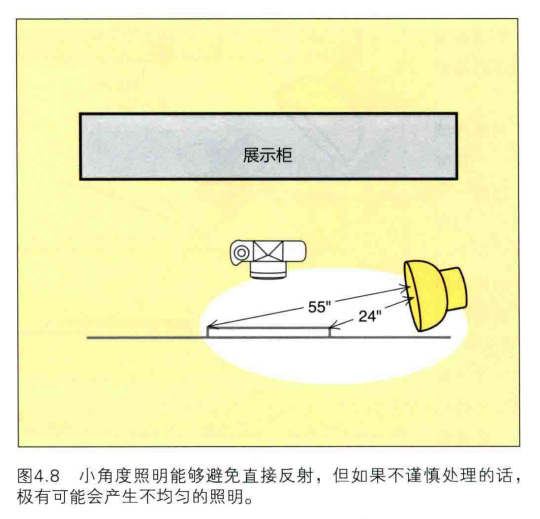 展示柜
55"
24"
图4.8 小角度照明能够避免直接反射，但如果不谨慎处理的话，
极有可能会产生不均匀的照明。